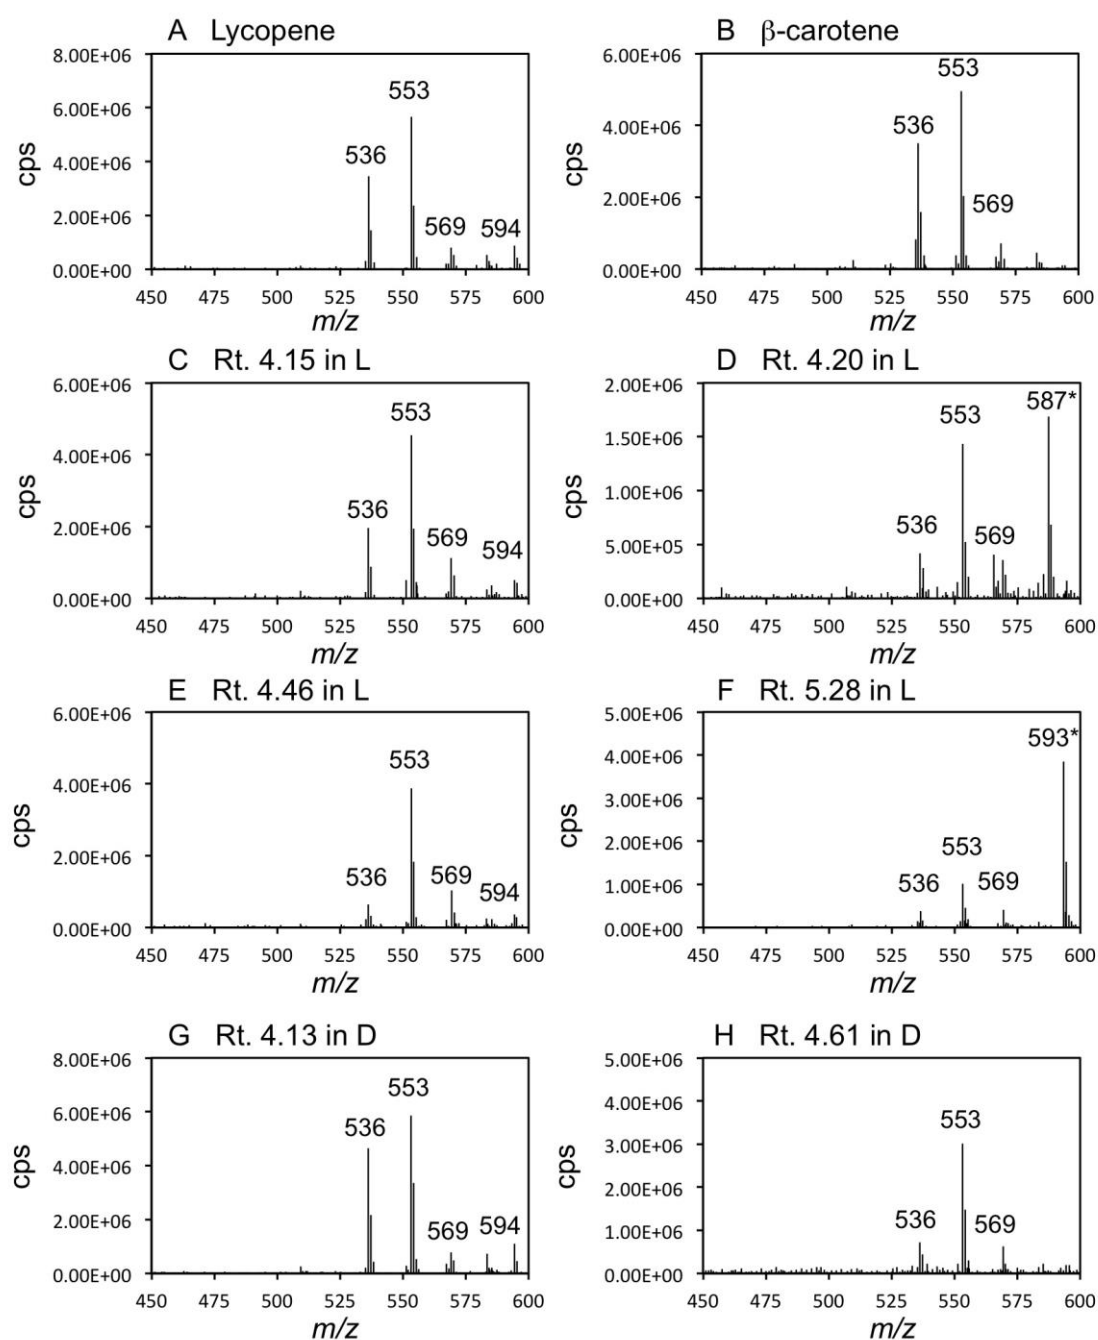 A Lycopene
8.00E+06
6.00E+06
4.00E+06
2.00E+06
0.00E+00
cps
536
553
569
594
450 475 500 525 550 575 600
m/z
B β-carotene
6.00E+06
4.00E+06
2.00E+06
0.00E+00
cps
536
553
569
450 475 500 525 550 575 600
m/z
C Rt. 4.15 in L
6.00E+06
4.00E+06
2.00E+06
0.00E+00
cps
536
553
569
594
450 475 500 525 550 575 600
m/z
D Rt. 4.20 in L
2.00E+06
1.50E+06
1.00E+06
5.00E+05
0.00E+00
cps
536
553
569
587*
450 475 500 525 550 575 600
m/z
E Rt. 4.46 in L
6.00E+06
4.00E+06
2.00E+06
0.00E+00
cps
536
553
569
594
450 475 500 525 550 575 600
m/z
F Rt. 5.28 in L
5.00E+06
4.00E+06
3.00E+06
2.00E+06
1.00E+06
0.00E+00
cps
536
553
569
593*
450 475 500 525 550 575 600
m/z
G Rt. 4.13 in D
8.00E+06
6.00E+06
4.00E+06
2.00E+06
0.00E+00
cps
536
553
569
594
450 475 500 525 550 575 600
m/z
H Rt. 4.61 in D
5.00E+06
4.00E+06
3.00E+06
2.00E+06
1.00E+06
0.00E+00
cps
536
553
569
450 475 500 525 550 575 600
m/z